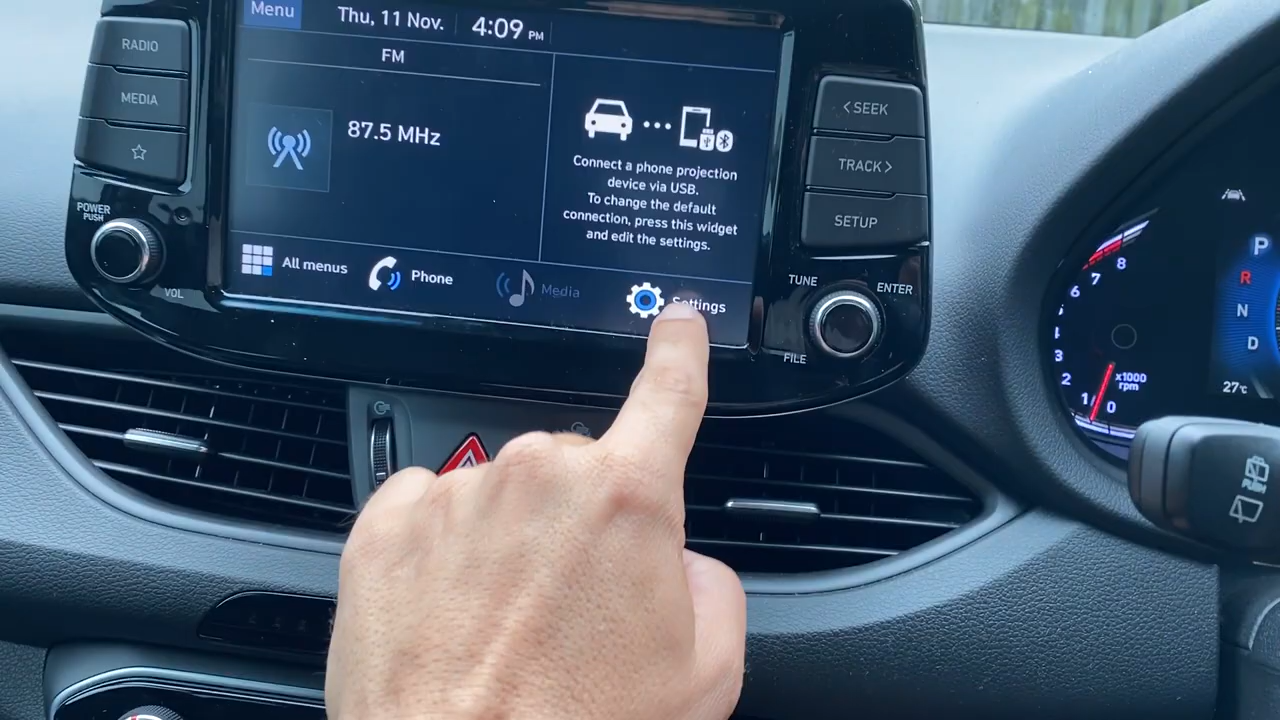 Menu
Thu, 11 Nov.
4:09 PM
RADIO
MEDIA
POWER
PUSH
VOL
FM
87.5 MHz
Connect a phone projection
device via USB.
To change the default
connection, press this widget
and edit the settings.
All menus
Phone
Media
Settings
<SEEK
TRACK>
SETUP
TUNE
ENTER
FILE
8
7
6
4
3
2
1
0
x1000
rpm
P
R
N
D
27°C